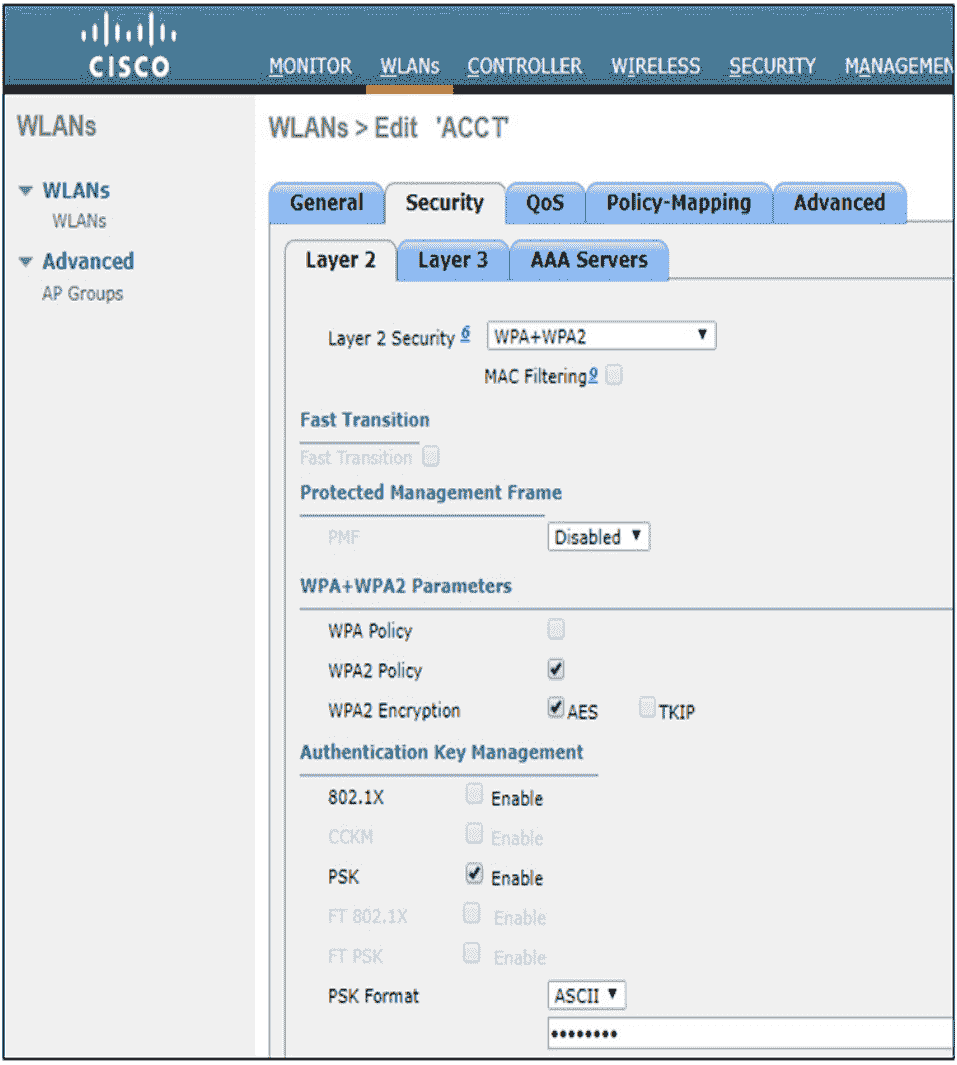 CISCO
MONITOR WLANs CONTROLLER WIRELESS SECURITY MANAGEMEN
WLANs
WLANs
WLANs
Advanced
AP Groups
WLANs > Edit 'ACCT'
General Security QoS Policy-Mapping Advanced
Layer 2 Layer 3 AAA Servers
Layer 2 Security 6 WPA+WPA2
MAC Filtering 9
Fast Transition
Fast Transition
Protected Management Frame
PMF Disabled
WPA+WPA2 Parameters
WPA Policy
WPA2 Policy
WPA2 Encryption AES TKIP
Authentication Key Management
802.1X Enable
CCKM Enable
PSK Enable
FT 802.1X Enable
FT PSK Enable
PSK Format ASCII
••••••••